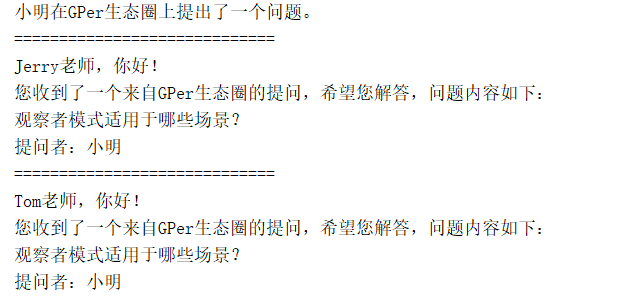 小明在GPer生态圈上提出了一个问题。
============================
Jerry老师，你好！
您收到了一个来自GPer生态圈的提问，希望您解答，问题内容如下：
观察者模式适用于哪些场景？
提问者：小明
============================
Tom老师，你好！
您收到了一个来自GPer生态圈的提问，希望您解答，问题内容如下：
观察者模式适用于哪些场景？
提问者：小明